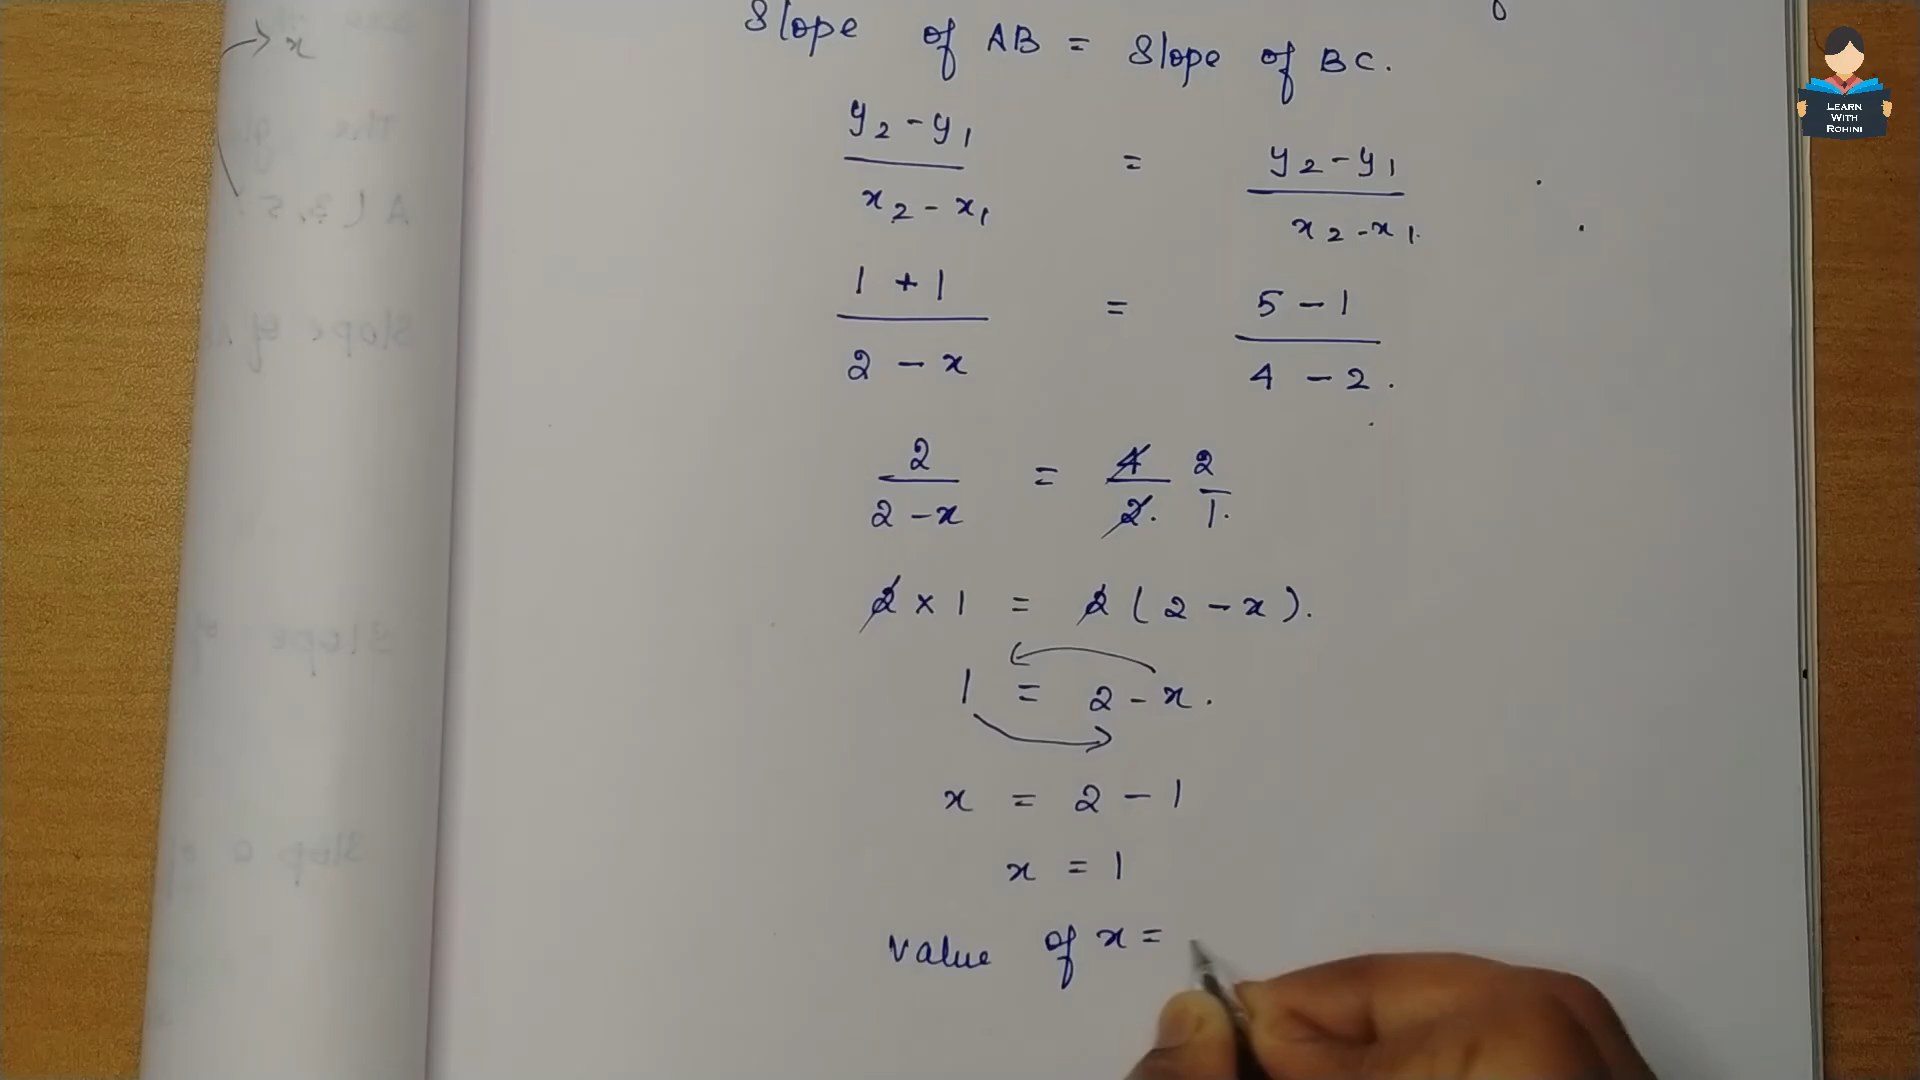 Slope of AB = Slope of BC.
y₂ - y₁ / x₂ - x₁ = y₂ - y₁ / x₂ - x₁.
1 + 1 / 2 - x = 5 - 1 / 4 - 2.
2 / 2 - x = 4 / 2. 2 / 1.
2 × 1 = 2 ( 2 - x ).
1 = 2 - x.
x = 2 - 1
x = 1
Value of x =
LEARN
With
Rohini